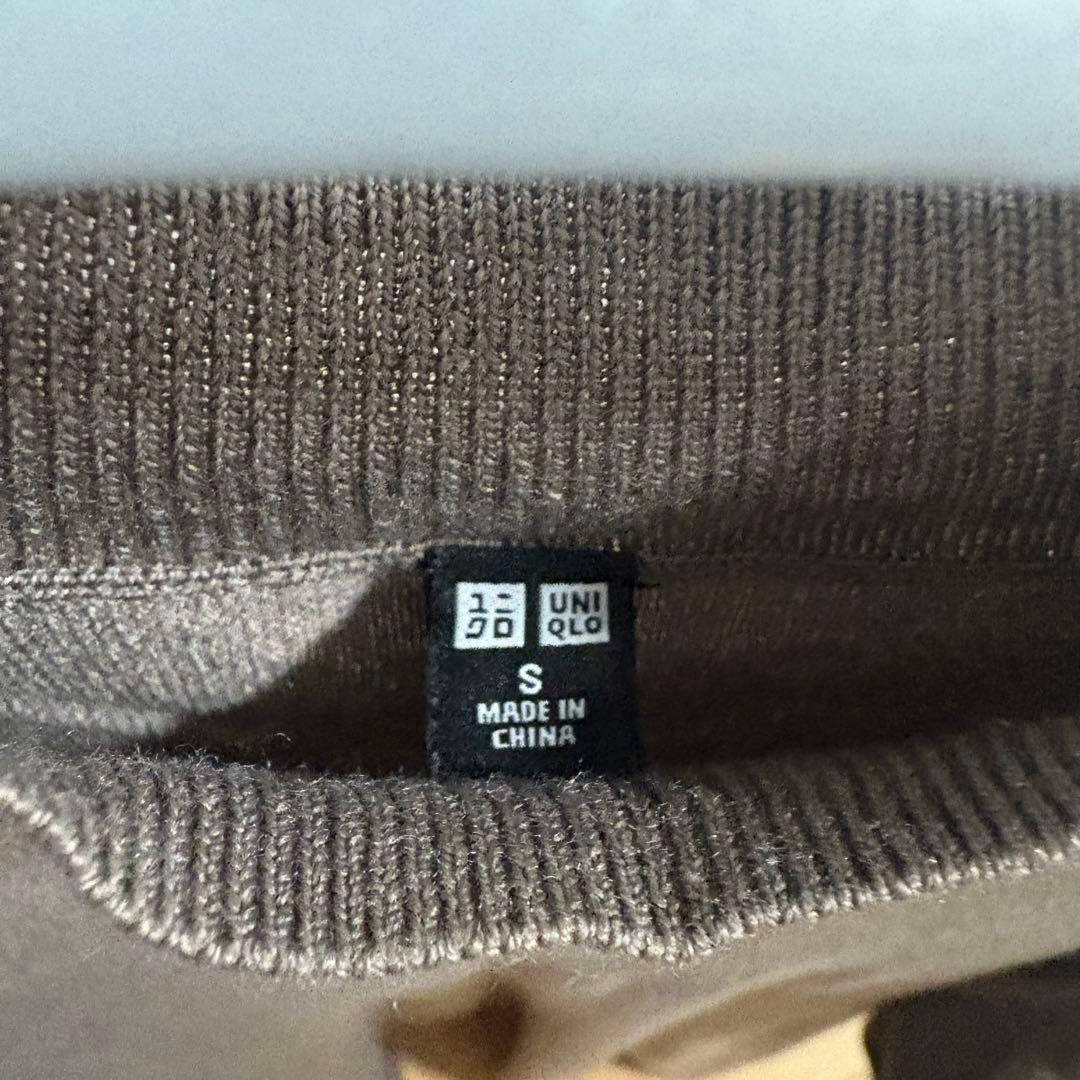 ユニ UNI
クロ QLO
S
MADE IN
CHINA